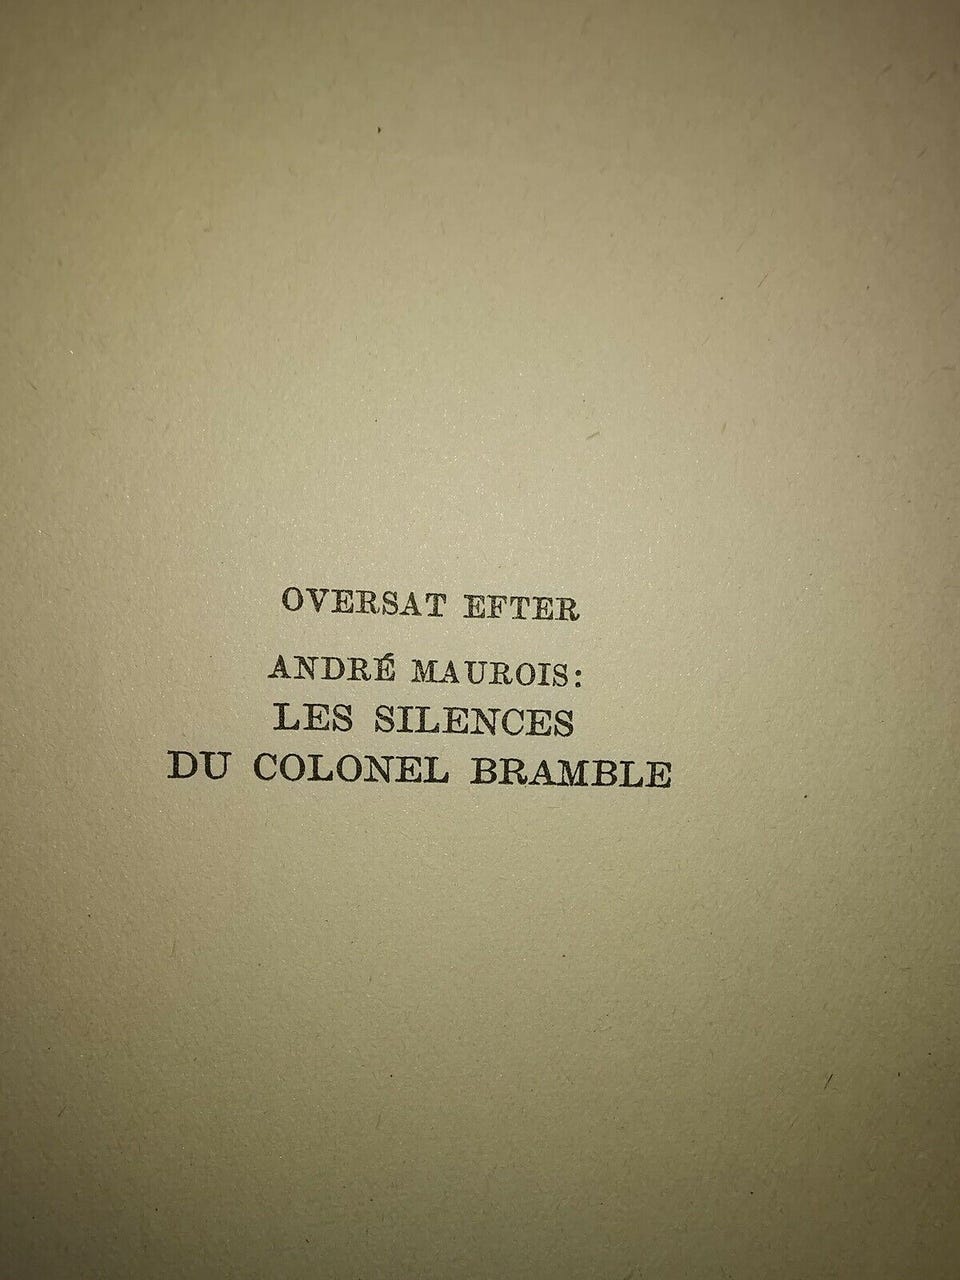 OVERSAT EFTER
ANDRÉ MAUROIS:
LES SILENCES
DU COLONEL BRAMBLE